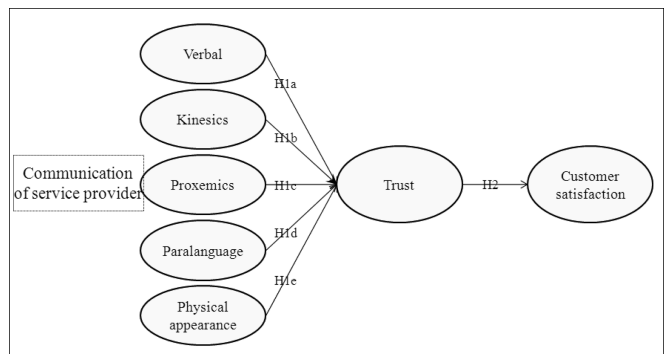 Verbal
H1a
Kinesics
H1b
Communication
of service provider
Proxemics
H1c
Trust
H2
Customer
satisfaction
H1d
Paralanguage
H1e
Physical
appearance